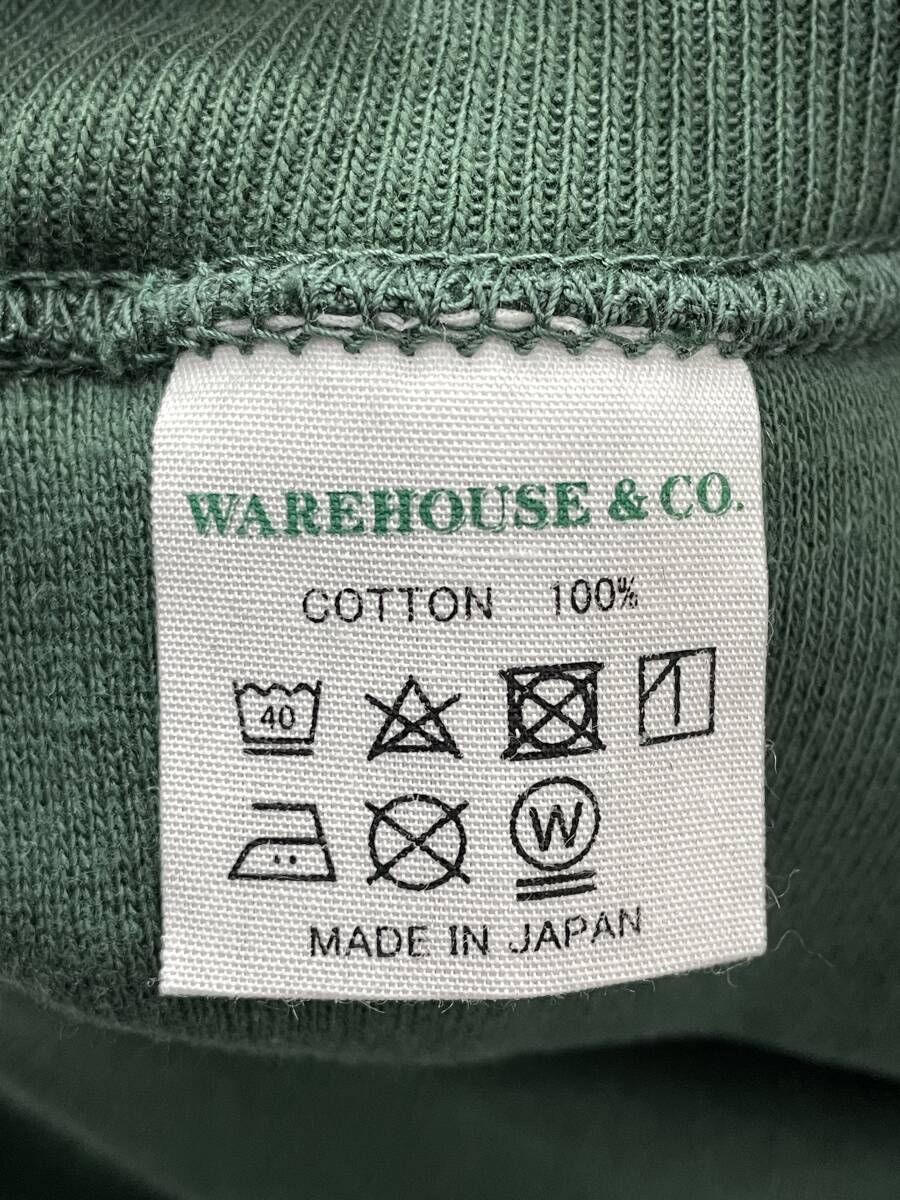 WAREHOUSE & CO.
COTTON 100%
40
W
MADE IN JAPAN